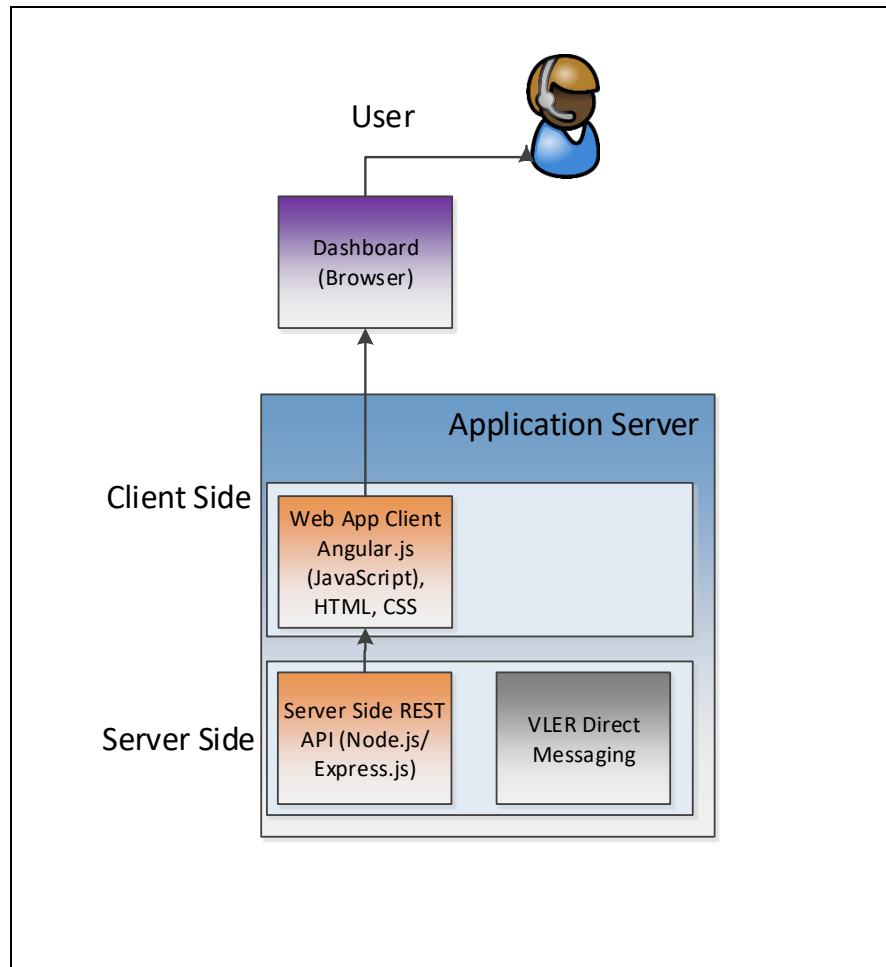 User
Dashboard
(Browser)
Application Server
Client Side
Web App Client
Angular.js
(JavaScript),
HTML, CSS
Server Side
Server Side REST
API (Node.js/
Express.js)
VLER Direct
Messaging